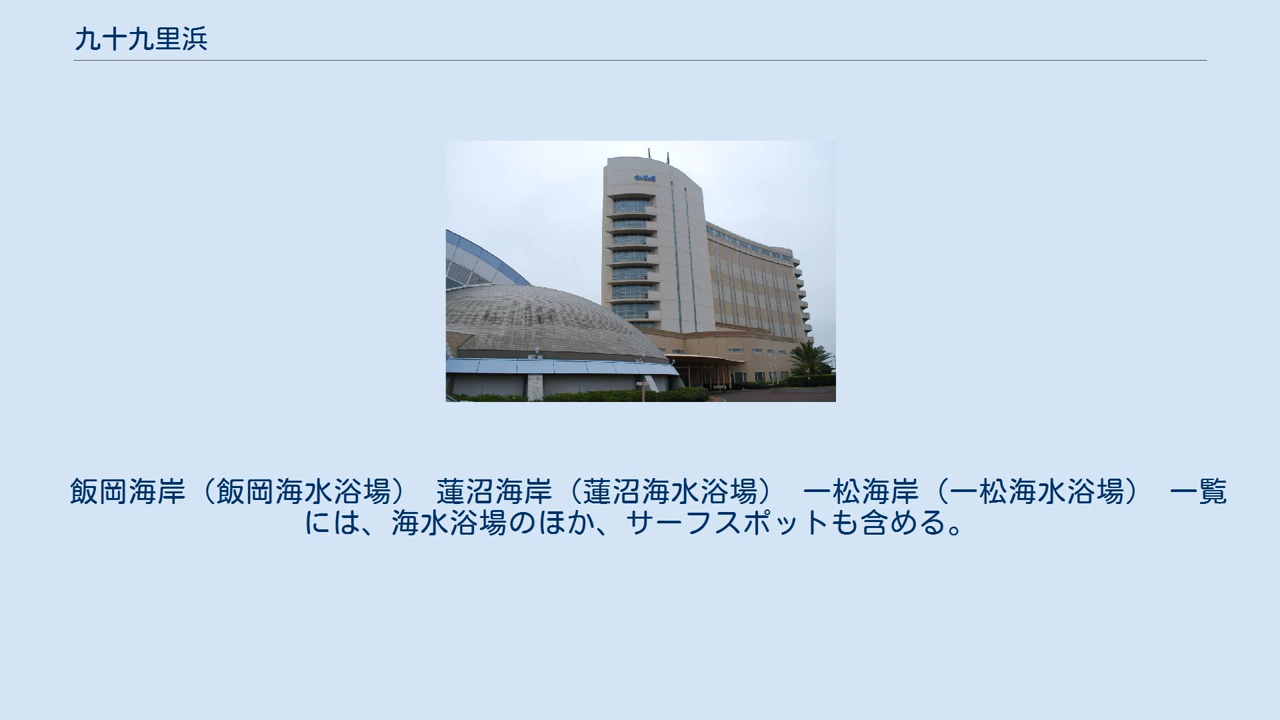 九十九里浜
飯岡海岸（飯岡海水浴場）　蓮沼海岸（蓮沼海水浴場）　一松海岸（一松海水浴場）　一覧
には、海水浴場のほか、サーフスポットも含める。